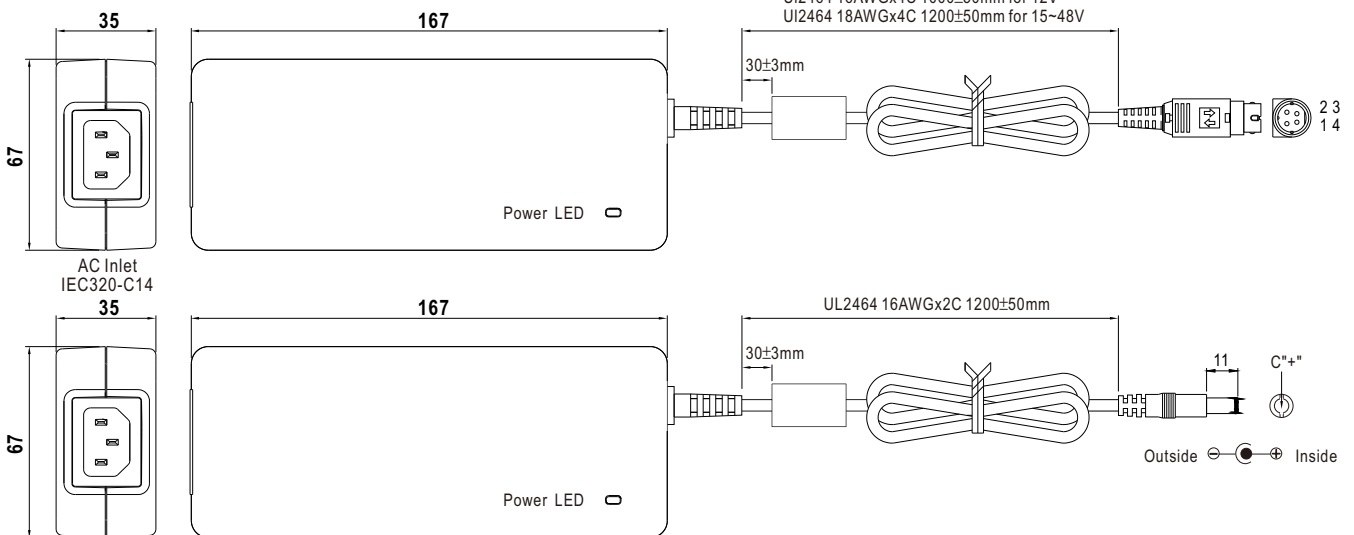 Ul2464 18AWGx4C 1200±50mm for 15~48V
35
167
30±3mm
2 3
1 4
67
Power LED
AC Inlet
IEC320-C14
35
167
UL2464 16AWGx2C 1200±50mm
30±3mm
11
C"+"
67
Outside
Inside
Power LED